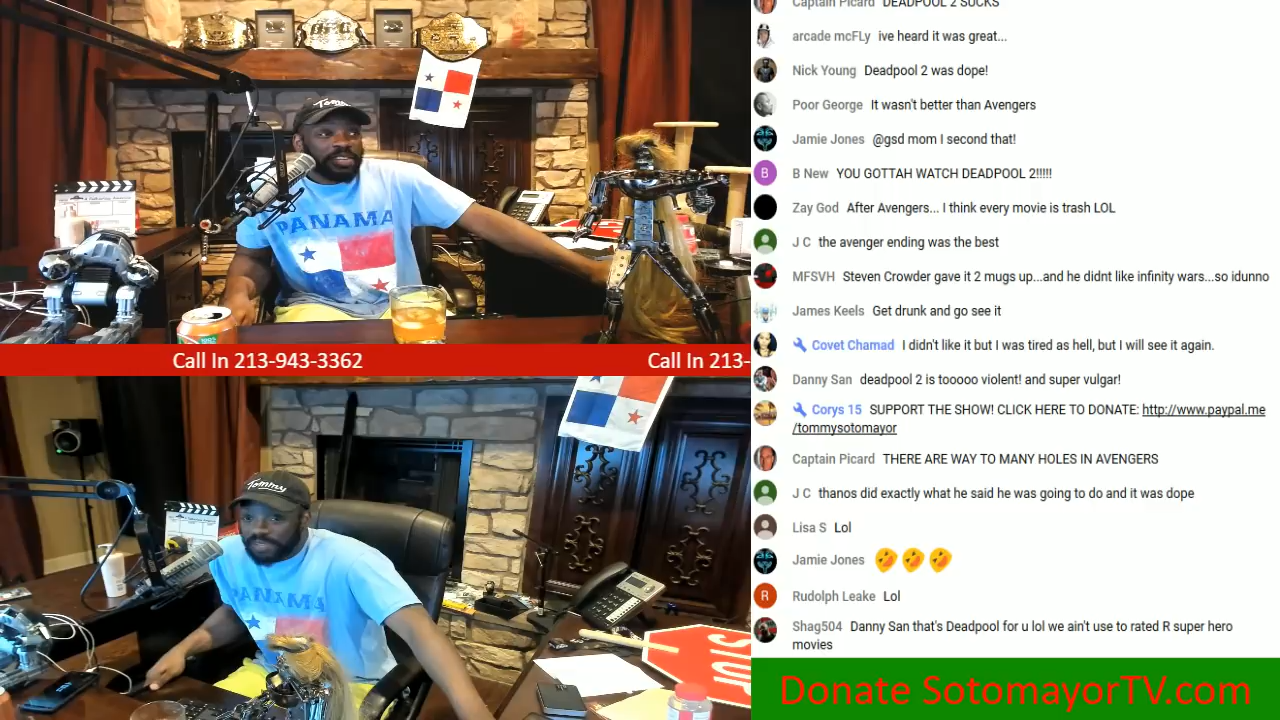 Tommy
PANAMA
Call In 213-943-3362
Call In 213-
Tommy
PANAMA
Captain Picard DEADPOOL 2 SUCKS
arcade mcFLy ive heard it was great...
Nick Young Deadpool 2 was dope!
Poor George It wasn't better than Avengers
Jamie Jones @gsd mom I second that!
B
B New YOU GOTTAH WATCH DEADPOOL 2!!!!!
Zay God After Avengers... I think every movie is trash LOL
J C the avenger ending was the best
MFSVH Steven Crowder gave it 2 mugs up...and he didnt like infinity wars...so idunno
James Keels Get drunk and go see it
Covet Chamad I didn't like it but I was tired as hell, but I will see it again.
Danny San deadpool 2 is tooooo violent! and super vulgar!
Corys 15 SUPPORT THE SHOW! CLICK HERE TO DONATE: http://www.paypal.me
/tommysotomayor
Captain Picard THERE ARE WAY TO MANY HOLES IN AVENGERS
J C thanos did exactly what he said he was going to do and it was dope
Lisa S Lol
Jamie Jones 🤣🤣🤣
R
Rudolph Leake Lol
Shag504 Danny San that's Deadpool for u lol we ain't use to rated R super hero
movies
Donate SotomayorTV.com